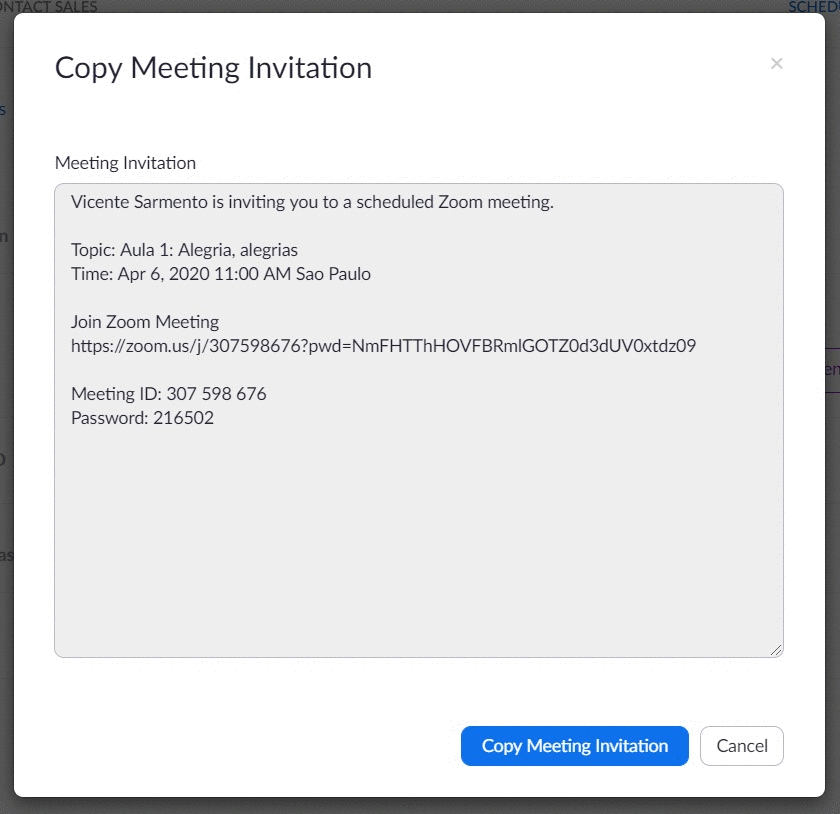 CONTACT SALES
Copy Meeting Invitation
×
Meeting Invitation
Vicente Sarmento is inviting you to a scheduled Zoom meeting.
Topic: Aula 1: Alegria, alegrias
Time: Apr 6, 2020 11:00 AM Sao Paulo
Join Zoom Meeting
https://zoom.us/j/307598676?pwd=NmFHTThHOVFBRmlGOTZ0d3dUV0xtdz09
Meeting ID: 307 598 676
Password: 216502
Copy Meeting Invitation
Cancel